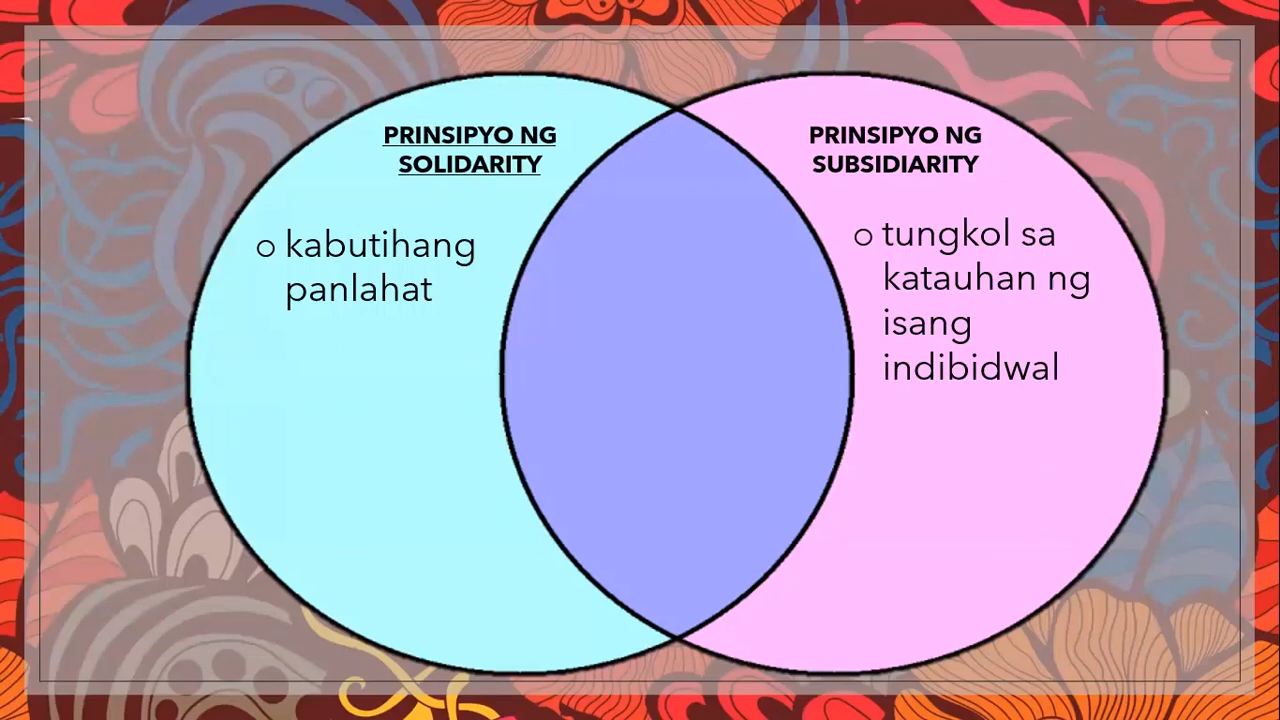 PRINSIPYO NG
SOLIDARITY
o kabutihang
panlahat
PRINSIPYO NG
SUBSIDIARITY
o tungkol sa
katauhan ng
isang
indibidwal